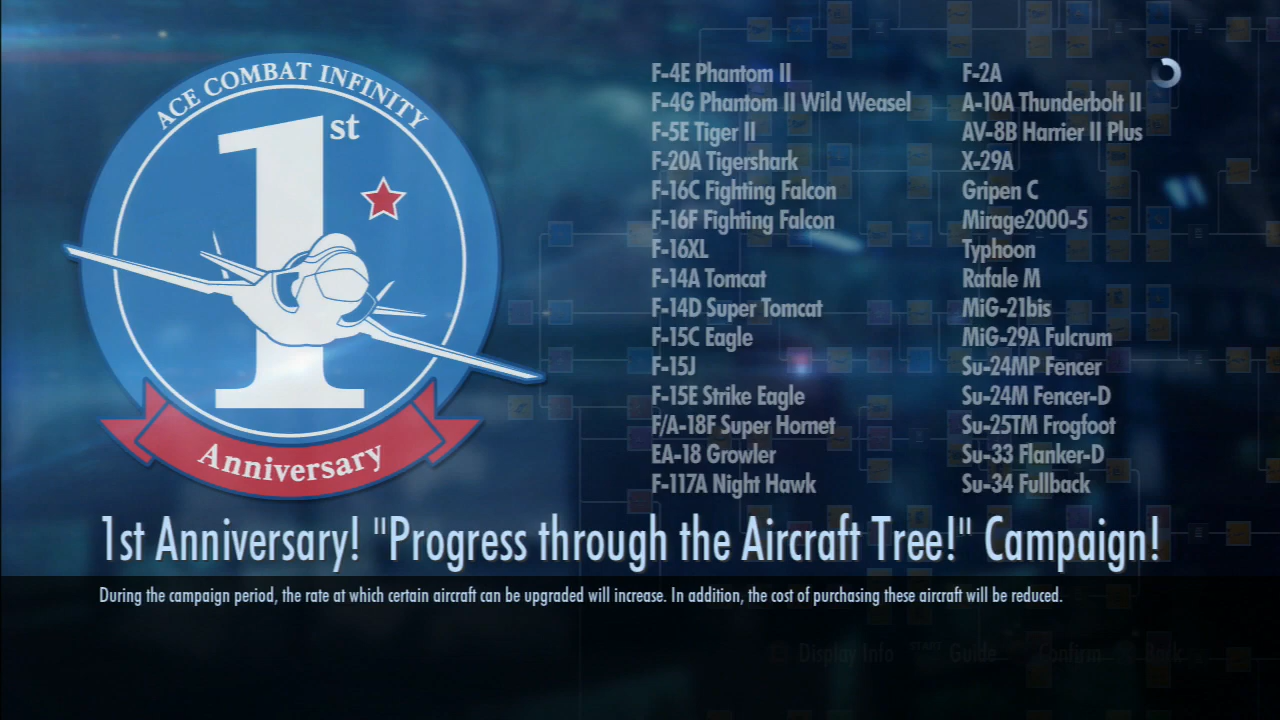 ACE COMBAT INFINITY
1st
Anniversary
F-4E Phantom II
F-4G Phantom II Wild Weasel
F-5E Tiger II
F-20A Tigershark
F-16C Fighting Falcon
F-16F Fighting Falcon
F-16XL
F-14A Tomcat
F-14D Super Tomcat
F-15C Eagle
F-15J
F-15E Strike Eagle
F/A-18F Super Hornet
EA-18 Growler
F-117A Night Hawk
F-2A
A-10A Thunderbolt II
AV-8B Harrier II Plus
X-29A
Gripen C
Mirage2000-5
Typhoon
Rafale M
MiG-21bis
MiG-29A Fulcrum
Su-24MP Fencer
Su-24M Fencer-D
Su-25TM Frogfoot
Su-33 Flanker-D
Su-34 Fullback
1st Anniversary! "Progress through the Aircraft Tree!" Campaign!
During the campaign period, the rate at which certain aircraft can be upgraded will increase. In addition, the cost of purchasing these aircraft will be reduced.
Display Info START Guide Confirm Back